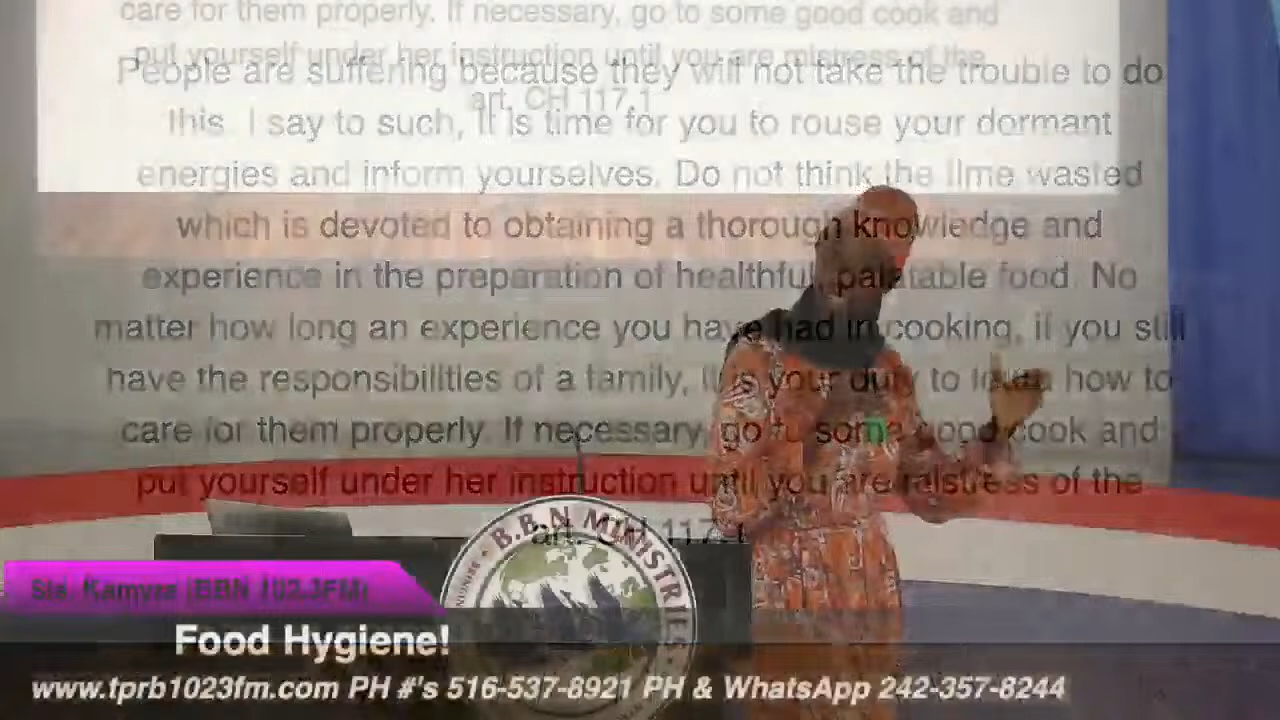 care for them properly. If necessary, go to some good cook and
put yourself under her instruction until you are mistress of the
art. CH 117.1
People are suffering because they will not take the trouble to do
this. I say to such, It is time for you to rouse your dormant
energies and inform yourselves. Do not think the time wasted
which is devoted to obtaining a thorough knowledge and
experience in the preparation of healthful, palatable food. No
matter how long an experience you have had in cooking, if you still
have the responsibilities of a family, it is your duty to learn how to
care for them properly. If necessary, go to some good cook and
put yourself under her instruction until you are mistress of the
art. CH 117.1
B.B.N MINISTRIES
Sis. Kamyra (BBN 102.3FM)
Food Hygiene!
www.tprb1023fm.com PH #'s 516-537-8921 PH & WhatsApp 242-357-8244